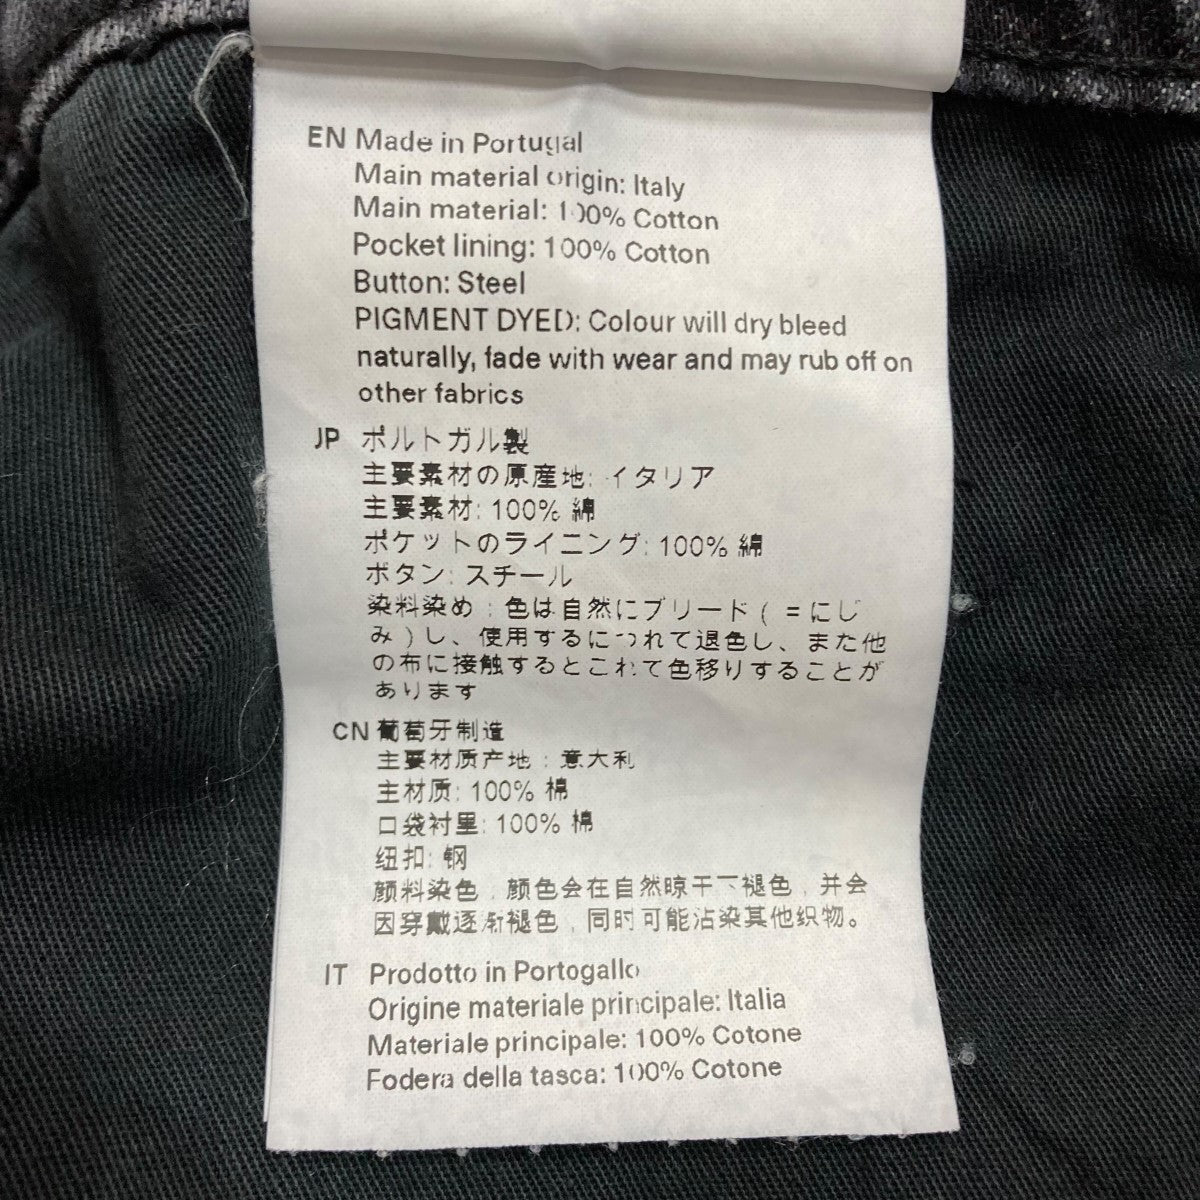 EN Made in Portugal
Main material origin: Italy
Main material: 100% Cotton
Pocket lining: 100% Cotton
Button: Steel
PIGMENT DYED: Colour will dry bleed
naturally, fade with wear and may rub off on
other fabrics
JP ポルトガル製
主要素材の原産地: イタリア
主要素材: 100% 綿
ポケットのライニング: 100% 綿
ボタン: スチール
染料染め : 色は自然にブリード ( = にじ
み ) し、使用するにつれて退色し、また他
の布に接触するとこれて色移りすることが
あります
CN 葡萄牙制造
主要材质产地 : 意大利
主材质: 100% 棉
口袋衬里: 100% 棉
纽扣: 钢
颜料染色 , 颜色会在自然晾干下褪色 , 并会
因穿戴逐渐褪色 , 同时可能沾染其他织物。
IT Prodotto in Portogallo
Origine materiale principale: Italia
Materiale principale: 100% Cotone
Fodera della tasca: 100% Cotone